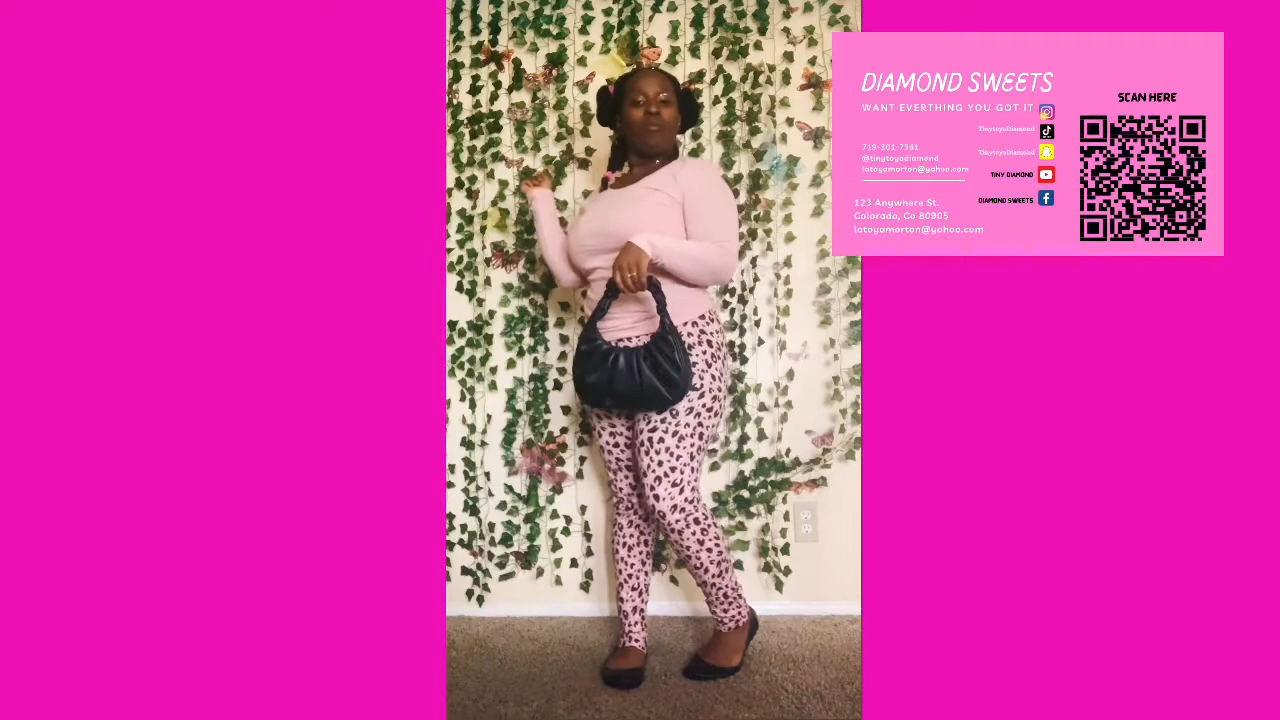 DIAMOND SWEETS
WANT EVERTHING YOU GOT IT
TinytoyaDiamond
719-301-7361
@tinytoyadiamond
TinytoyaDiamond
latoyamorton@yahoo.com
TINY DIAMOND
123 Anywhere St.
DIAMOND SWEETS
Colorado, Co 80905
latoyamorton@yahoo.com
SCAN HERE